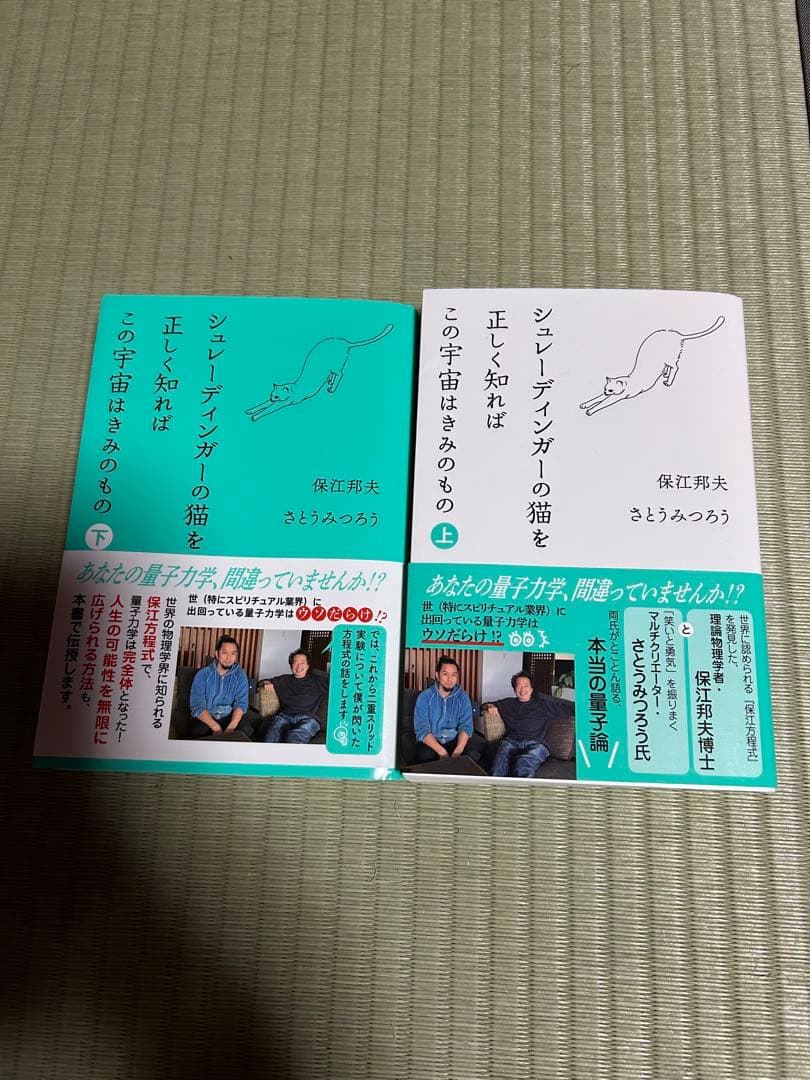 シュレーディンガーの猫を
正しく知れば
この宇宙はきみのもの
下
保江邦夫
さとうみつろう
あなたの量子力学、間違っていませんか!?
世(特にスピリチュアル業界)に
出回っている量子力学はウソだらけ!?
では、これから二重スリット
実験について僕が閃いた
方程式の話をします
世界の物理学界に知られる
保江方程式で、
量子力学は完全体となった!
人生の可能性を無限に
広げられる方法も、
本書で伝授します。
シュレーディンガーの猫を
正しく知れば
この宇宙はきみのもの
上
保江邦夫
さとうみつろう
あなたの量子力学、間違っていませんか!?
世(特にスピリチュアル業界)に
出回っている量子力学は
ウソだらけ!?
世界に認められる「保江方程式」
を発見した、
理論物理学者・
保江邦夫博士
と
「笑いと勇気」を振りまく
マルチクリエーター・
さとうみつろう氏
両氏がとことん語る、
本当の量子論